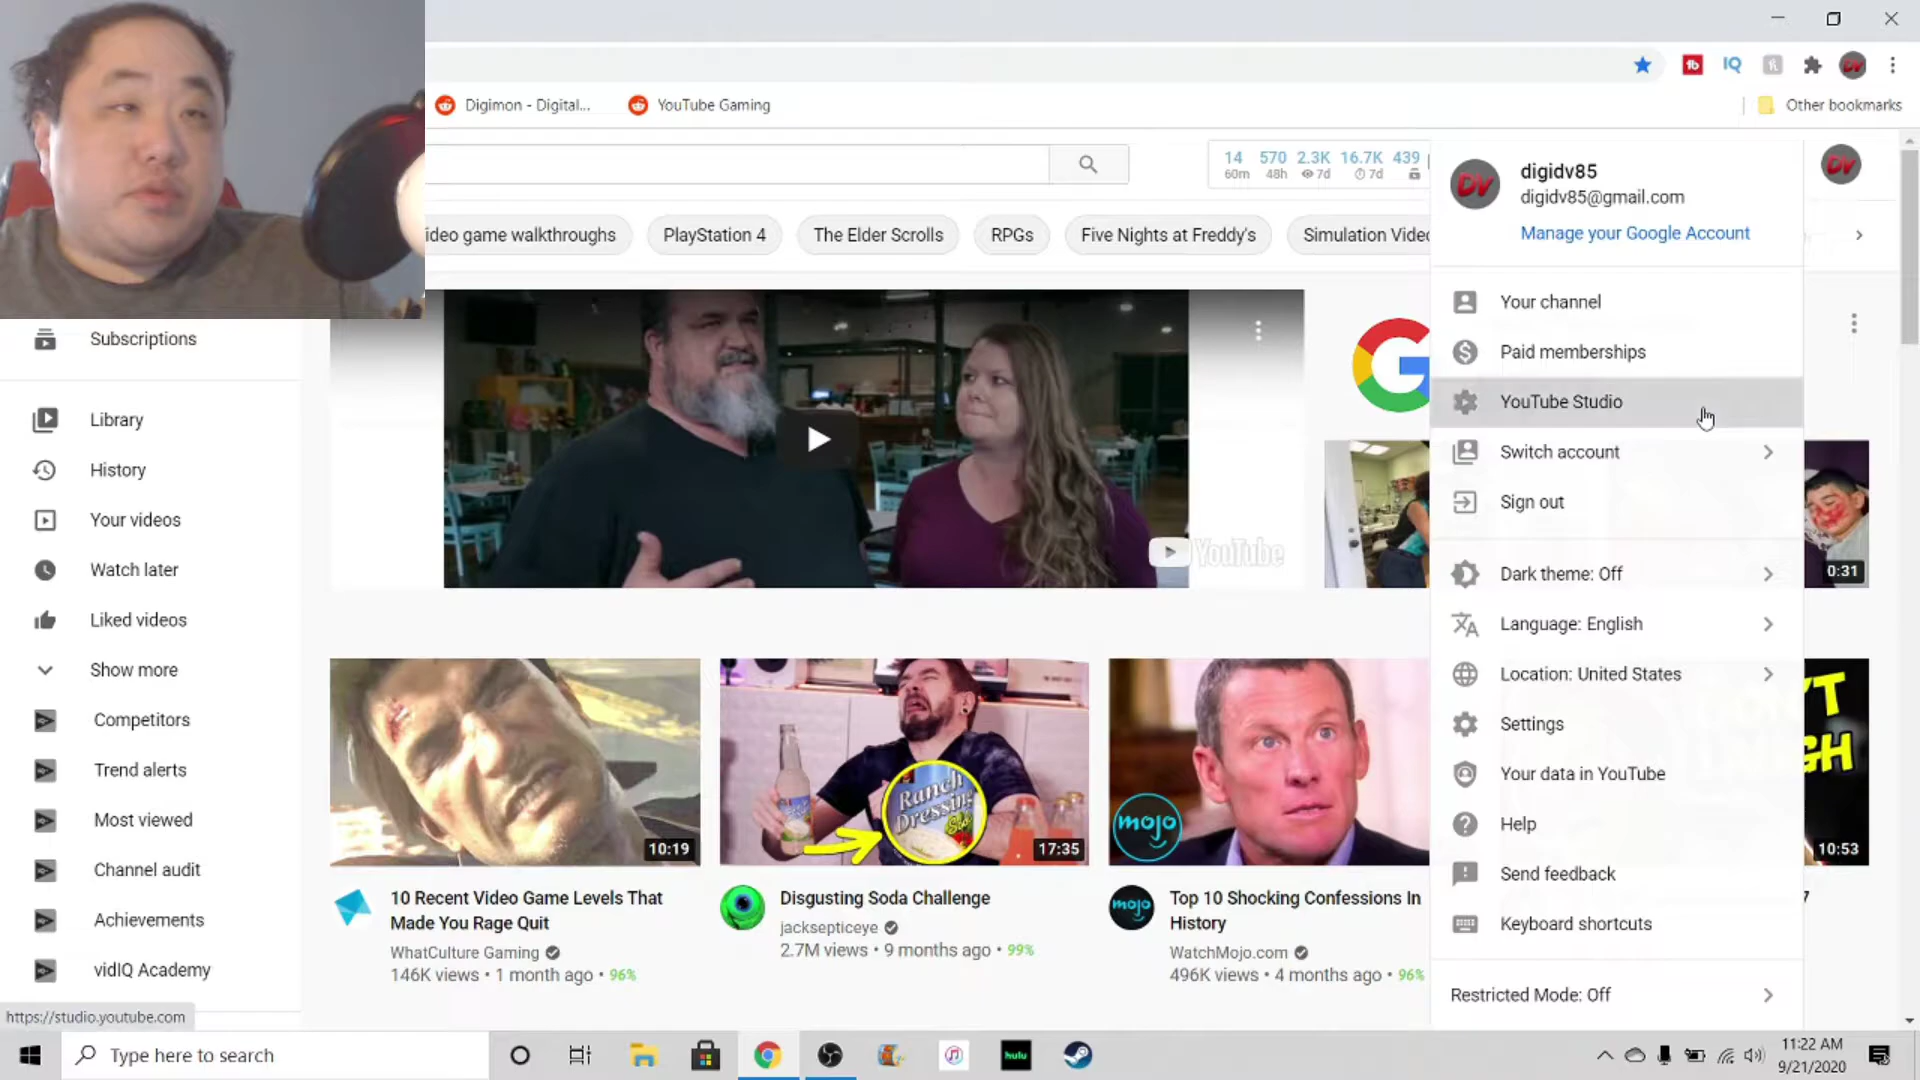 Digimon - Digital...
YouTube Gaming
Other bookmarks
14 570 2.3K 16.7K 439
60m 48h 7d 7d
DV
digidv85
digidv85@gmail.com
Manage your Google Account
ideo game walkthroughs
PlayStation 4
The Elder Scrolls
RPGs
Five Nights at Freddy's
Simulation Vide
Your channel
Paid memberships
YouTube Studio
Switch account
Sign out
Dark theme: Off
Language: English
Location: United States
Settings
Your data in YouTube
Help
Send feedback
Keyboard shortcuts
Restricted Mode: Off
Subscriptions
Library
History
Your videos
Watch later
Liked videos
Show more
Competitors
Trend alerts
Most viewed
Channel audit
Achievements
vidIQ Academy
YouTube
0:31
10:19
Ranch
Dressing
Soda
17:35
mojo
10:53
10 Recent Video Game Levels That
Made You Rage Quit
WhatCulture Gaming
146K views • 1 month ago • 96%
Disgusting Soda Challenge
jacksepticeye
2.7M views • 9 months ago • 99%
mojo
Top 10 Shocking Confessions In
History
WatchMojo.com
496K views • 4 months ago • 96%
https://studio.youtube.com
Type here to search
hulu
11:22 AM
9/21/2020